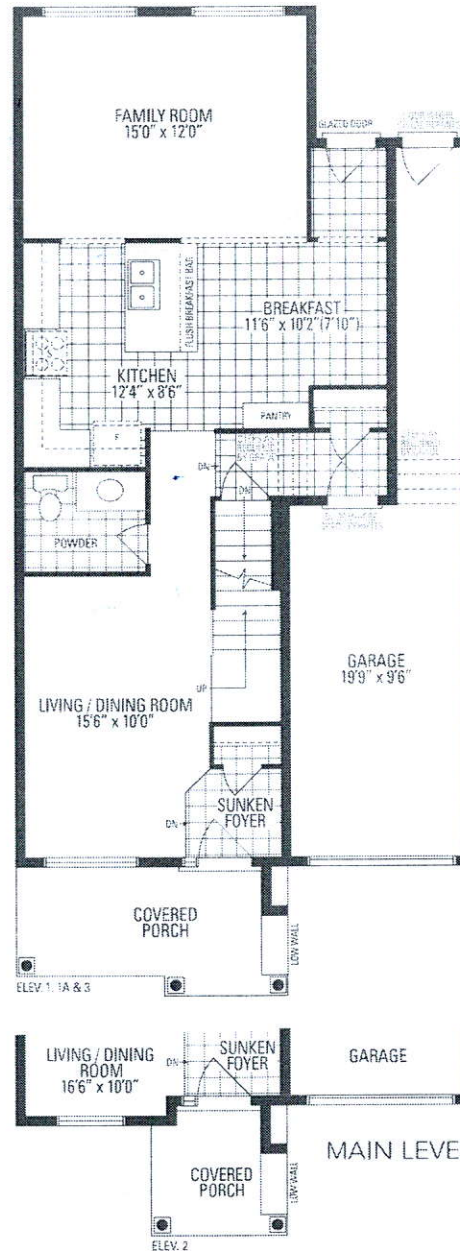 FAMILY ROOM
15'0" x 12'0"
GLAZED DOOR
FLUSH BREAKFAST BAR
BREAKFAST
11'6" x 10'2"(7'10")
KITCHEN
12'4" x 8'6"
PANTRY
F
DN
DN
POWDER
GARAGE
19'9" x 9'6"
UP
LIVING / DINING ROOM
15'6" x 10'0"
SUNKEN
FOYER
DN
COVERED
PORCH
LOW WALL
ELEV. 1, 1A & 3
LIVING / DINING
ROOM
16'6" x 10'0"
DN
SUNKEN
FOYER
GARAGE
MAIN LEVE
COVERED
PORCH
LOW WALL
ELEV. 2